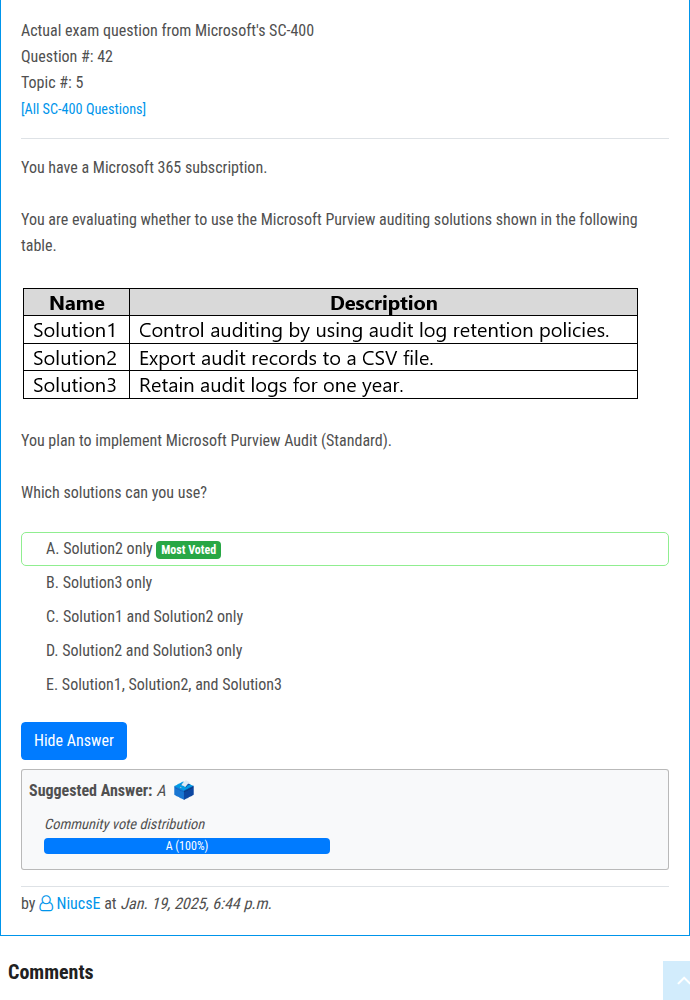 Actual exam question from Microsoft's SC-400
Question #: 42
Topic #: 5
[All SC-400 Questions]
You have a Microsoft 365 subscription.
You are evaluating whether to use the Microsoft Purview auditing solutions shown in the following
table.
Name Description
Solution1 Control auditing by using audit log retention policies.
Solution2 Export audit records to a CSV file.
Solution3 Retain audit logs for one year.
You plan to implement Microsoft Purview Audit (Standard).
Which solutions can you use?
A. Solution2 only Most Voted
B. Solution3 only
C. Solution1 and Solution2 only
D. Solution2 and Solution3 only
E. Solution1, Solution2, and Solution3
Hide Answer
Suggested Answer: A
Community vote distribution
A (100%)
by NiucsE at Jan. 19, 2025, 6:44 p.m.
Comments